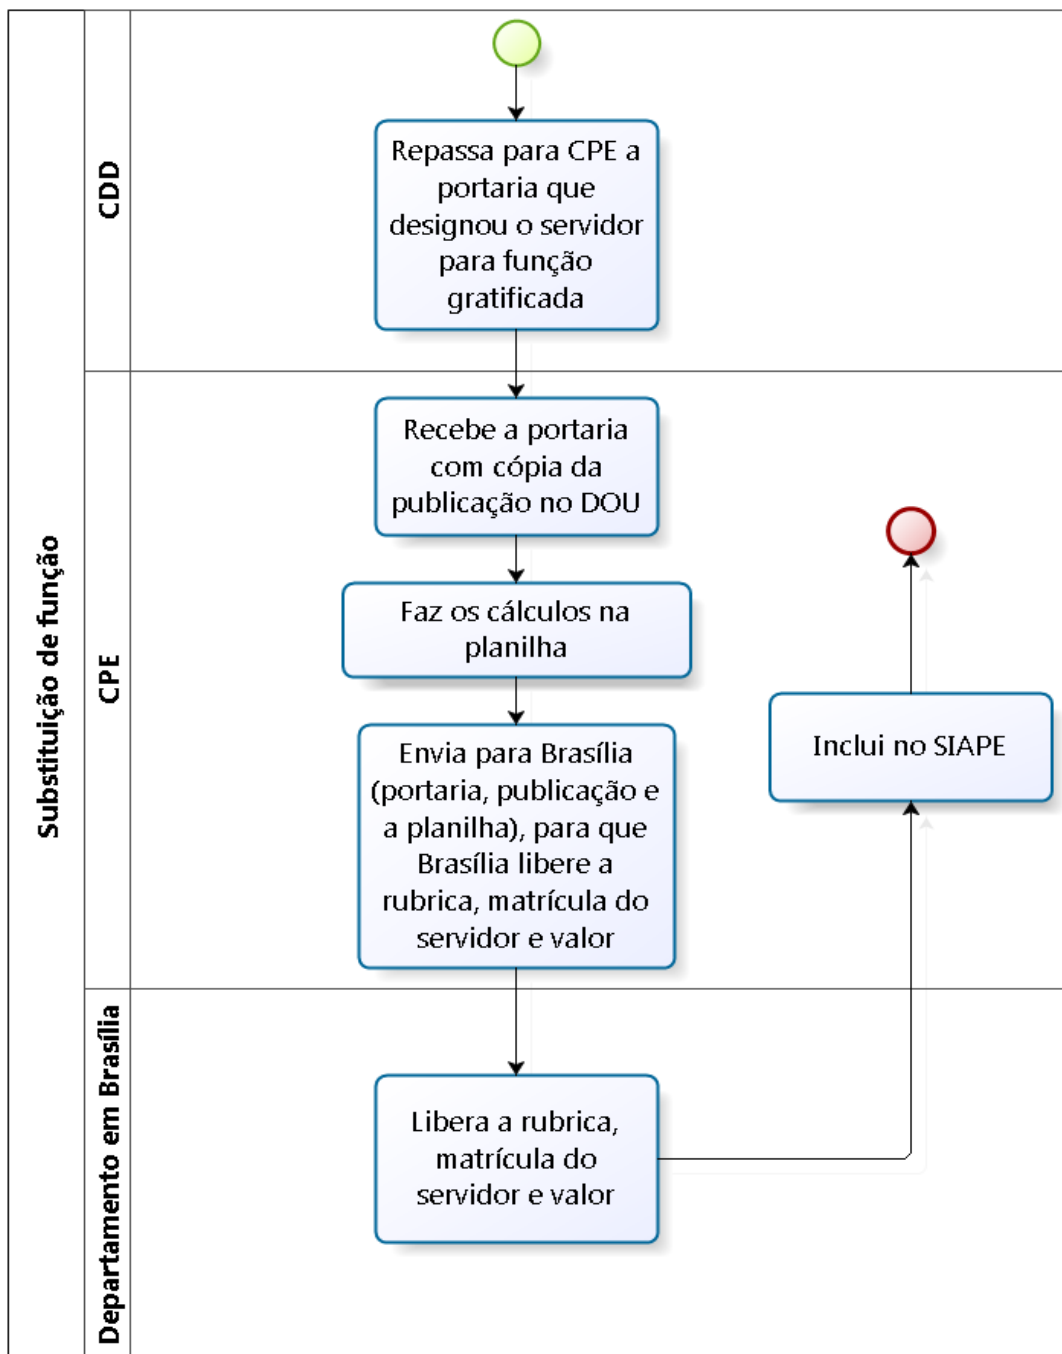 Substituição de função
CDD
Repassa para CPE a
portaria que
designou o servidor
para função
gratificada
CPE
Recebe a portaria
com cópia da
publicação no DOU
Faz os cálculos na
planilha
Envia para Brasília
(portaria, publicação e
a planilha), para que
Brasília libere a
rubrica, matrícula do
servidor e valor
Inclui no SIAPE
Departamento em Brasília
Libera a rubrica,
matrícula do
servidor e valor